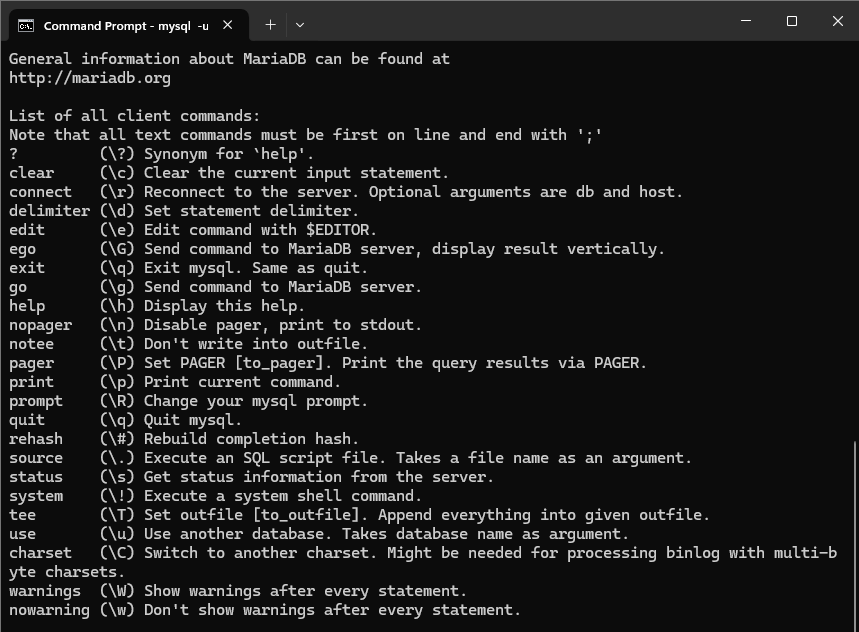 Command Prompt - mysql  -u
General information about MariaDB can be found at
http://mariadb.org

List of all client commands:
Note that all text commands must be first on line and end with ';'
?         (\?) Synonym for `help'.
clear     (\c) Clear the current input statement.
connect   (\r) Reconnect to the server. Optional arguments are db and host.
delimiter (\d) Set statement delimiter.
edit      (\e) Edit command with $EDITOR.
ego       (\G) Send command to MariaDB server, display result vertically.
exit      (\q) Exit mysql. Same as quit.
go        (\g) Send command to MariaDB server.
help      (\h) Display this help.
nopager   (\n) Disable pager, print to stdout.
notee     (\t) Don't write into outfile.
pager     (\P) Set PAGER [to_pager]. Print the query results via PAGER.
print     (\p) Print current command.
prompt    (\R) Change your mysql prompt.
quit      (\q) Quit mysql.
rehash    (\#) Rebuild completion hash.
source    (\.) Execute an SQL script file. Takes a file name as an argument.
status    (\s) Get status information from the server.
system    (\!) Execute a system shell command.
tee       (\T) Set outfile [to_outfile]. Append everything into given outfile.
use       (\u) Use another database. Takes database name as argument.
charset   (\C) Switch to another charset. Might be needed for processing binlog with multi-b
yte charsets.
warnings  (\W) Show warnings after every statement.
nowarning (\w) Don't show warnings after every statement.